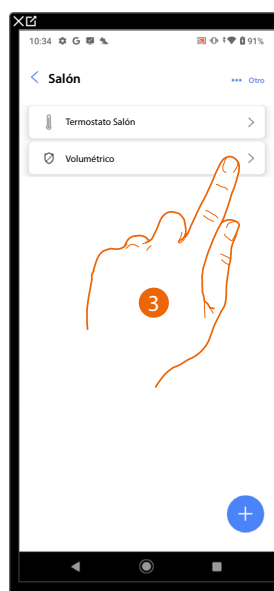 10:34 G 91%
Salón
Otro
Termostato Salón
Volumétrico
3